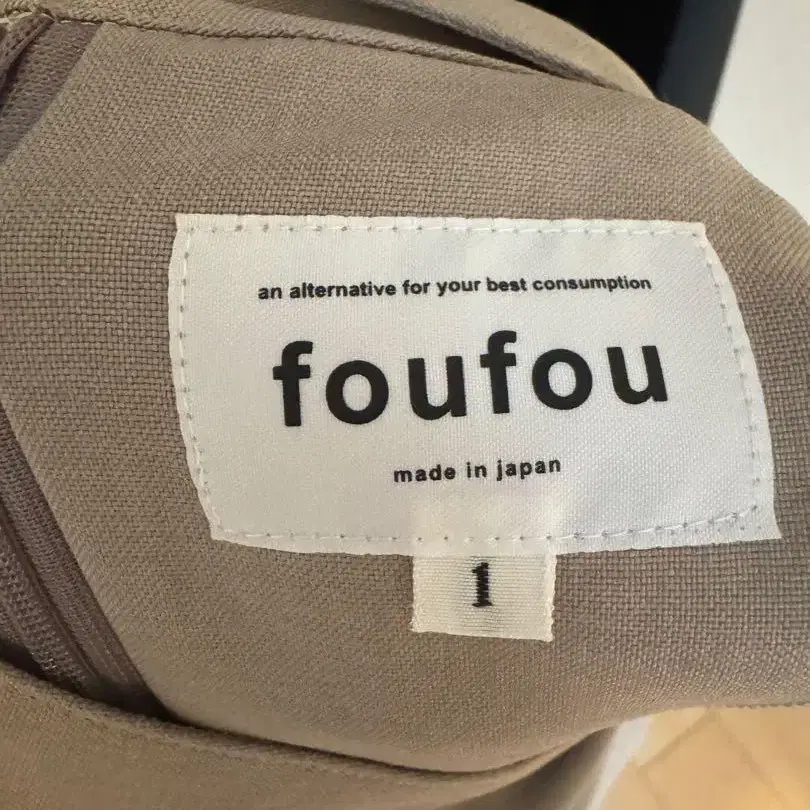 an alternative for your best consumption
foufou
made in japan
1